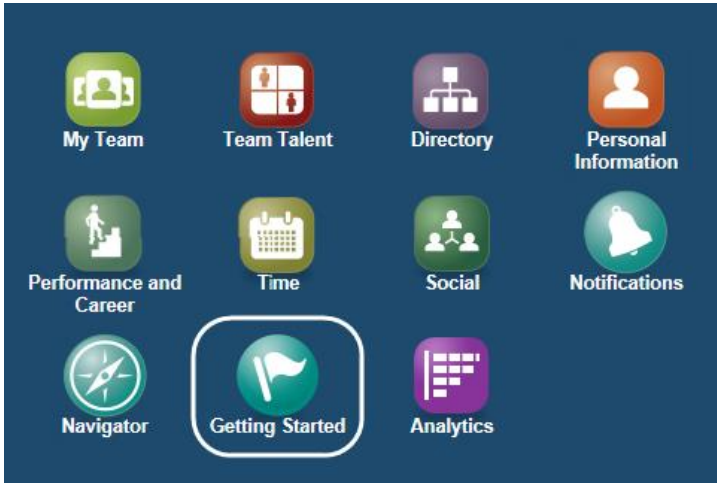 My Team
Team Talent
Directory
Personal
Information
Performance and
Career
Time
Social
Notifications
Navigator
Getting Started
Analytics